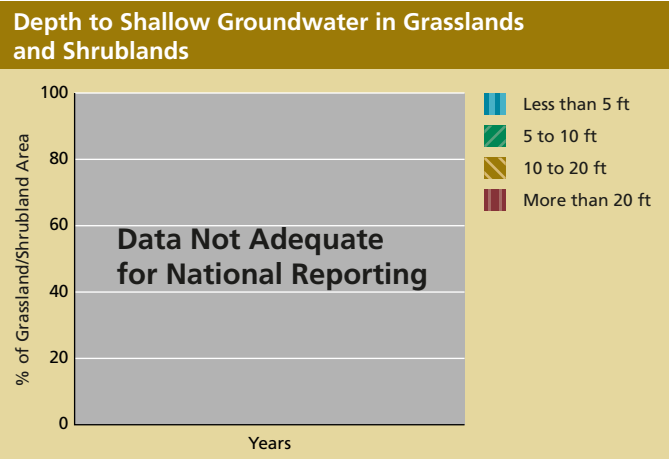 Depth to Shallow Groundwater in Grasslands
and Shrublands
% of Grassland/Shrubland Area
100
80
60
40
20
0
Data Not Adequate
for National Reporting
Years
Less than 5 ft
5 to 10 ft
10 to 20 ft
More than 20 ft